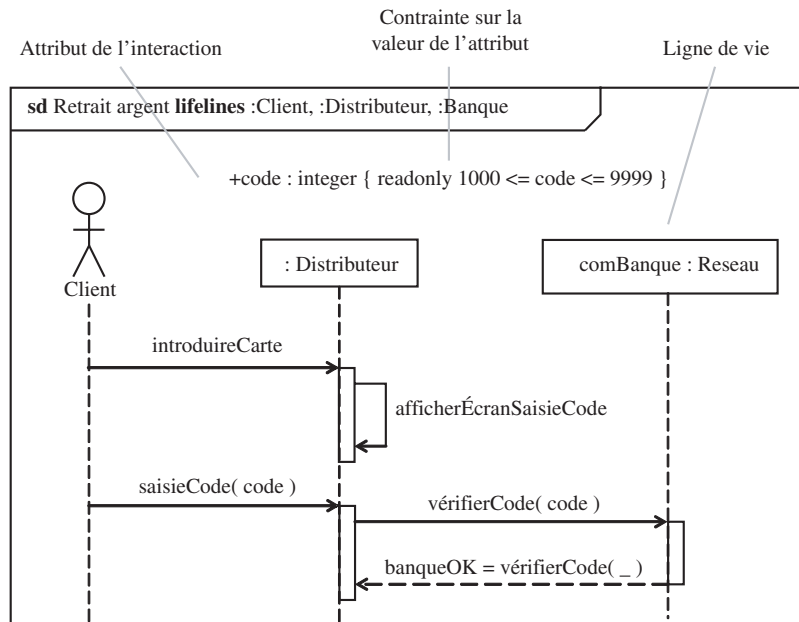 Contrainte sur la
valeur de l’attribut
Attribut de l’interaction
Ligne de vie
sd Retrait argent lifelines :Client, :Distributeur, :Banque
+code : integer { readonly 1000 <= code <= 9999 }
: Distributeur
comBanque : Reseau
Client
introduireCarte
afficherÉcranSaisieCode
saisieCode( code )
vérifierCode( code )
banqueOK = vérifierCode( _ )